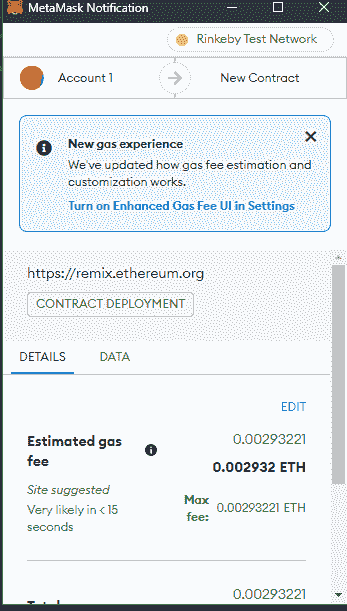 MetaMask Notification
Rinkeby Test Network
Account 1
New Contract
New gas experience
We've updated how gas fee estimation and
customization works.
Turn on Enhanced Gas Fee UI in Settings
https://remix.ethereum.org
CONTRACT DEPLOYMENT
DETAILS
DATA
EDIT
Estimated gas
fee
0.00293221
0.002932 ETH
Site suggested
Very likely in < 15
seconds
Max
fee:
0.00293221 ETH
0.00293221